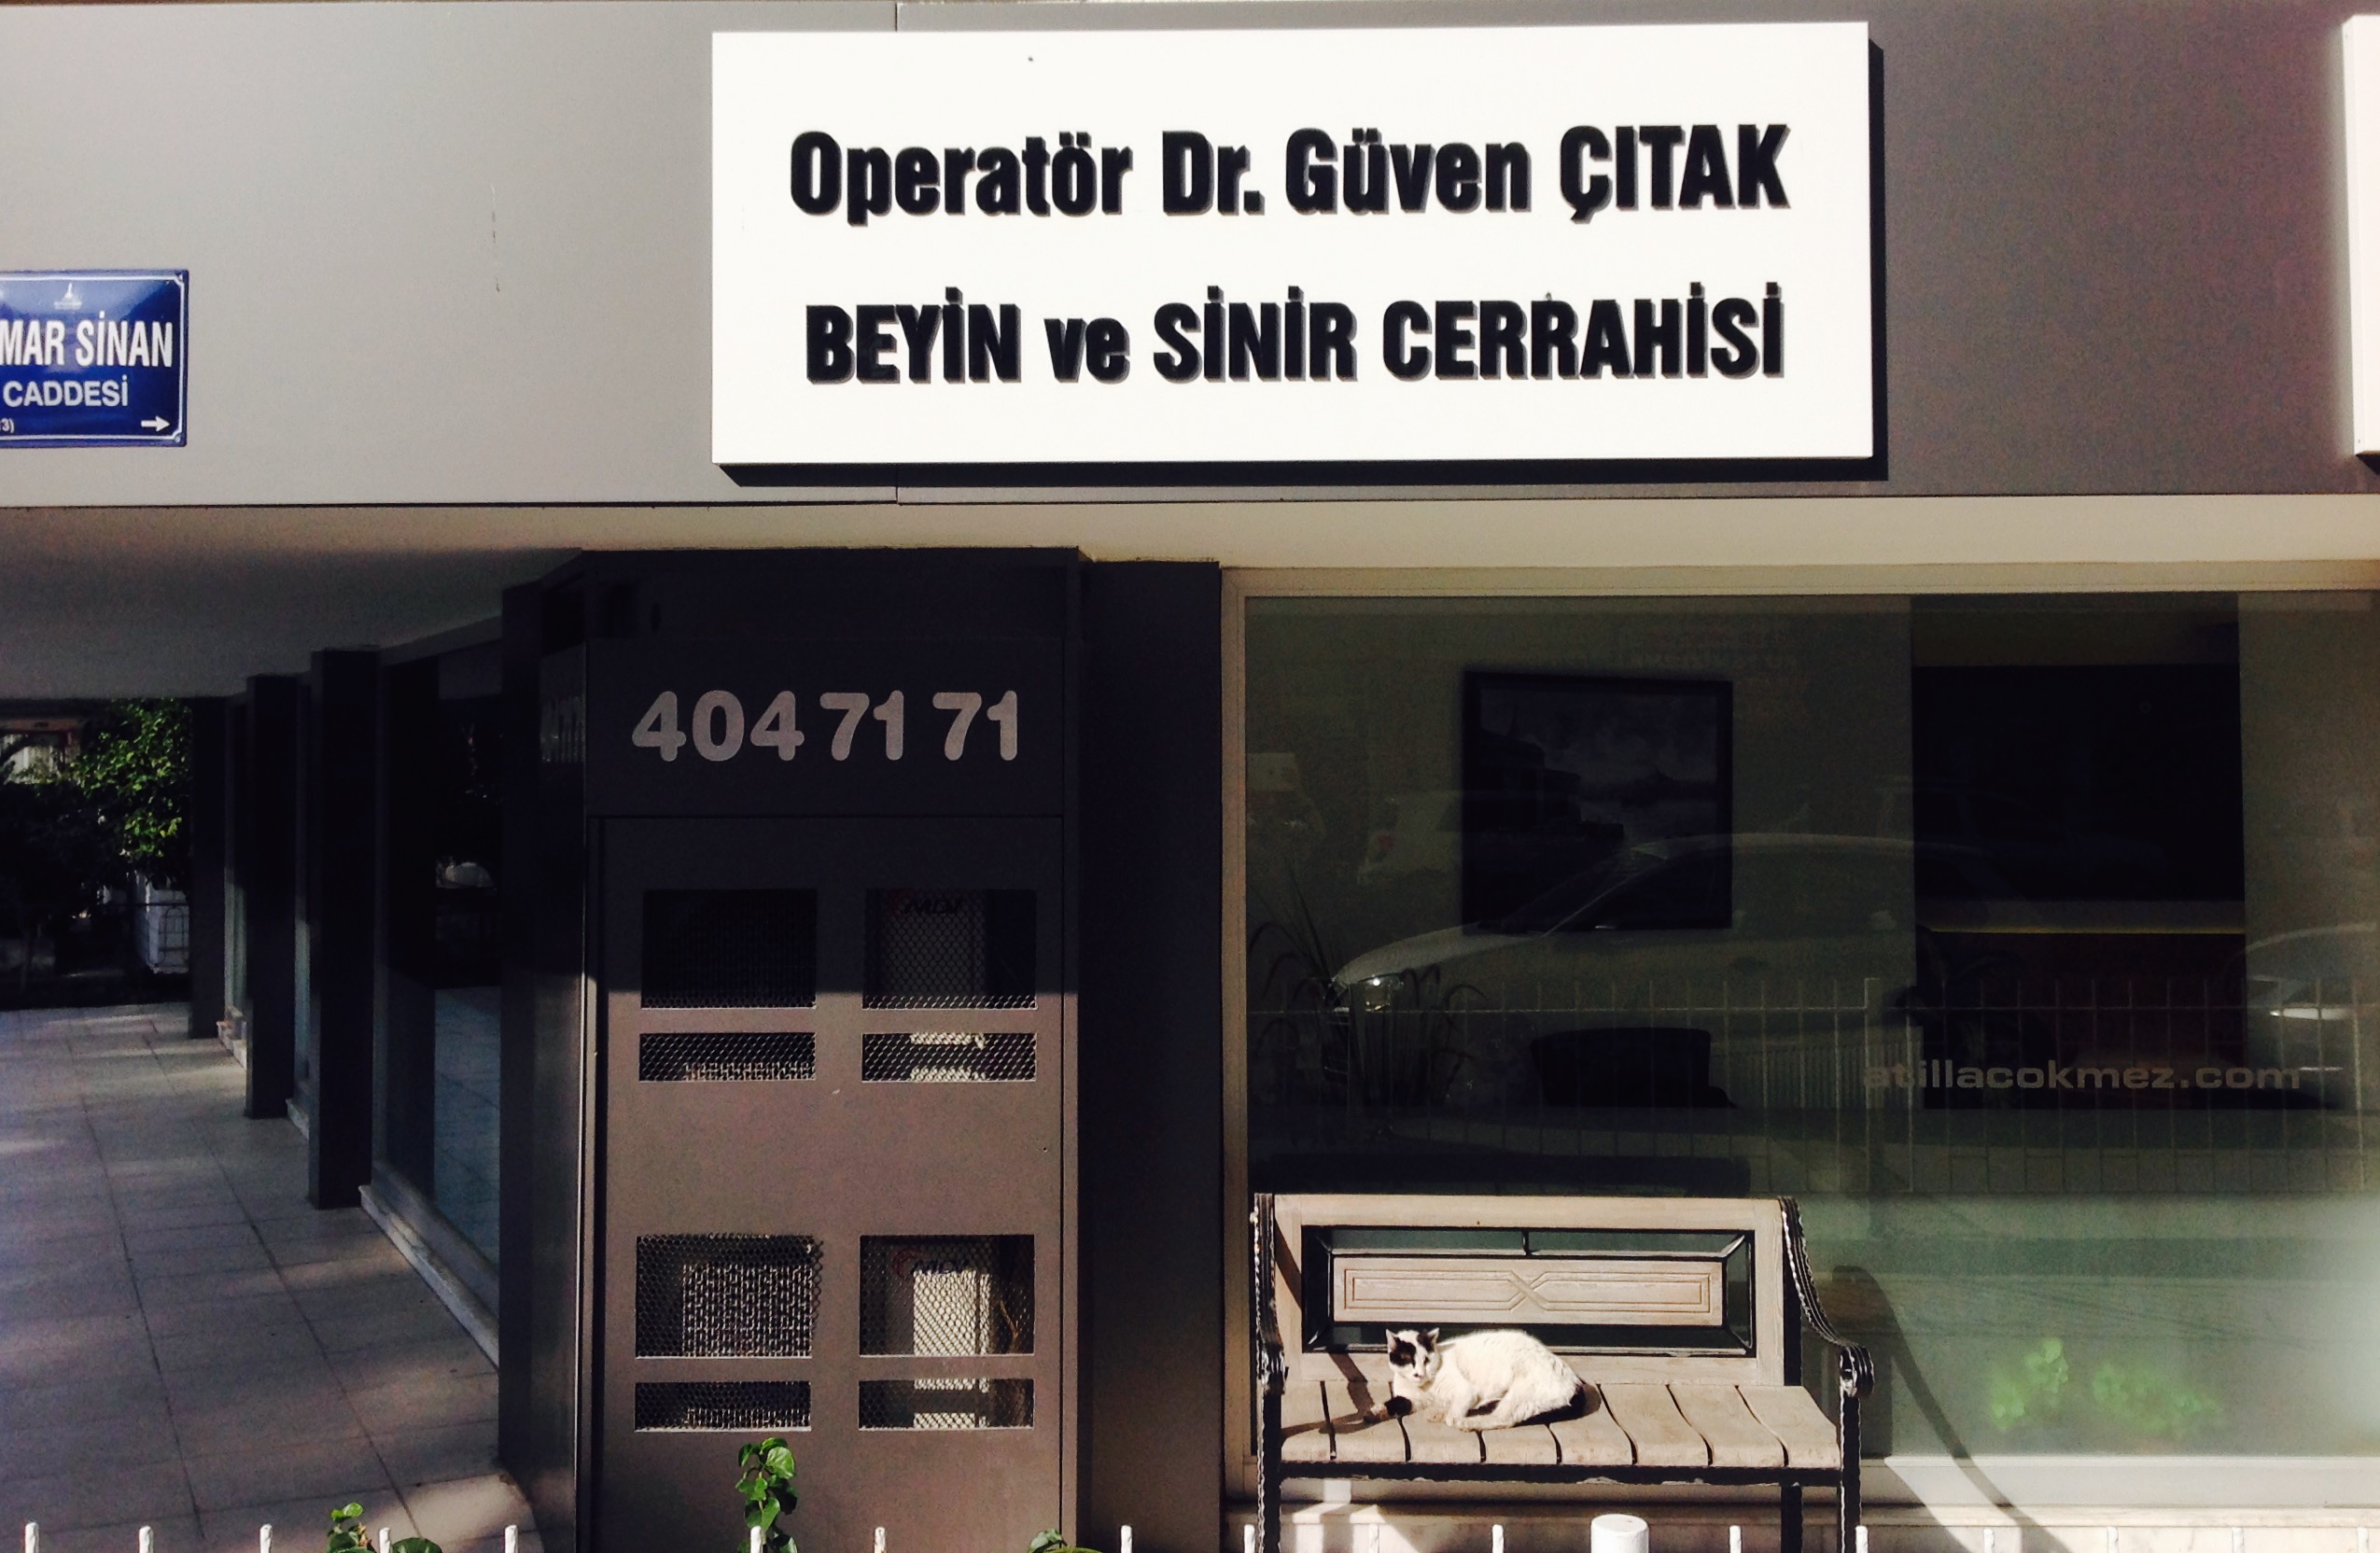 Operatör Dr. Güven ÇITAK
BEYİN ve SİNİR CERRAHİSİ
MAR SİNAN
CADDESİ
3)
404 71 71
atillacokmez.com